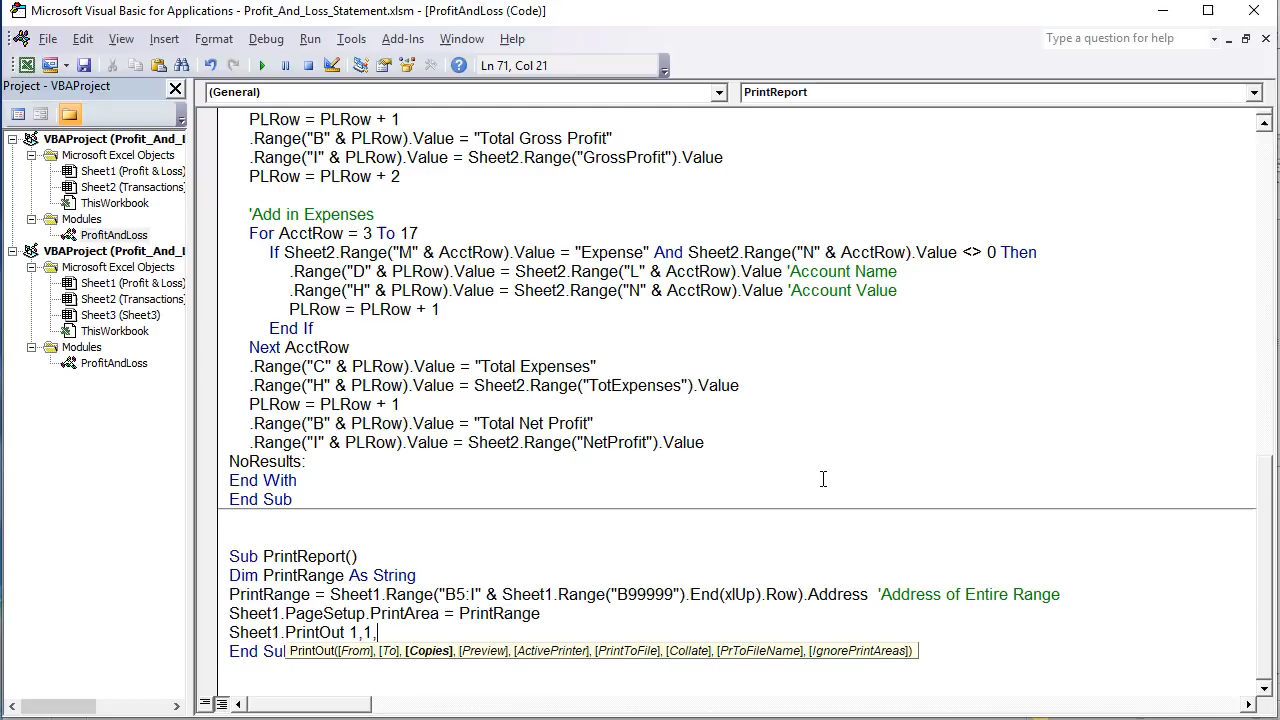 Microsoft Visual Basic for Applications - Profit_And_Loss_Statement.xlsm - [ProfitAndLoss (Code)]
File Edit View Insert Format Debug Run Tools Add-Ins Window Help
Type a question for help
Ln 71, Col 21
Project - VBAProject
(General)
PrintReport
VBAProject (Profit_And_I
Microsoft Excel Objects
Sheet1 (Profit & Loss)
Sheet2 (Transactions)
ThisWorkbook
Modules
ProfitAndLoss
VBAProject (Profit_And_I
Microsoft Excel Objects
Sheet1 (Profit & Loss)
Sheet2 (Transactions)
Sheet3 (Sheet3)
ThisWorkbook
Modules
ProfitAndLoss
PLRow = PLRow + 1
.Range("B" & PLRow).Value = "Total Gross Profit"
.Range("I" & PLRow).Value = Sheet2.Range("GrossProfit").Value
PLRow = PLRow + 2
'Add in Expenses
For AcctRow = 3 To 17
If Sheet2.Range("M" & AcctRow).Value = "Expense" And Sheet2.Range("N" & AcctRow).Value <> 0 Then
.Range("D" & PLRow).Value = Sheet2.Range("L" & AcctRow).Value 'Account Name
.Range("H" & PLRow).Value = Sheet2.Range("N" & AcctRow).Value 'Account Value
PLRow = PLRow + 1
End If
Next AcctRow
.Range("C" & PLRow).Value = "Total Expenses"
.Range("H" & PLRow).Value = Sheet2.Range("TotExpenses").Value
PLRow = PLRow + 1
.Range("B" & PLRow).Value = "Total Net Profit"
.Range("I" & PLRow).Value = Sheet2.Range("NetProfit").Value
NoResults:
End With
End Sub
Sub PrintReport()
Dim PrintRange As String
PrintRange = Sheet1.Range("B5:I" & Sheet1.Range("B99999").End(xlUp).Row).Address 'Address of Entire Range
Sheet1.PageSetup.PrintArea = PrintRange
Sheet1.PrintOut 1,1,
End Su
PrintOut([From], [To], [Copies], [Preview], [ActivePrinter], [PrintToFile], [Collate], [PrToFileName], [IgnorePrintAreas])